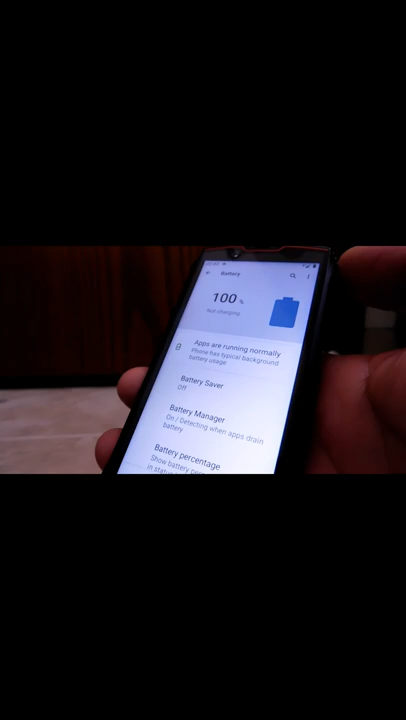 Battery
100 %
Not charging
Apps are running normally
Phone has typical background
battery usage
Battery Saver
Off
Battery Manager
On / Detecting when apps drain
battery
Battery percentage
Show battery
in status